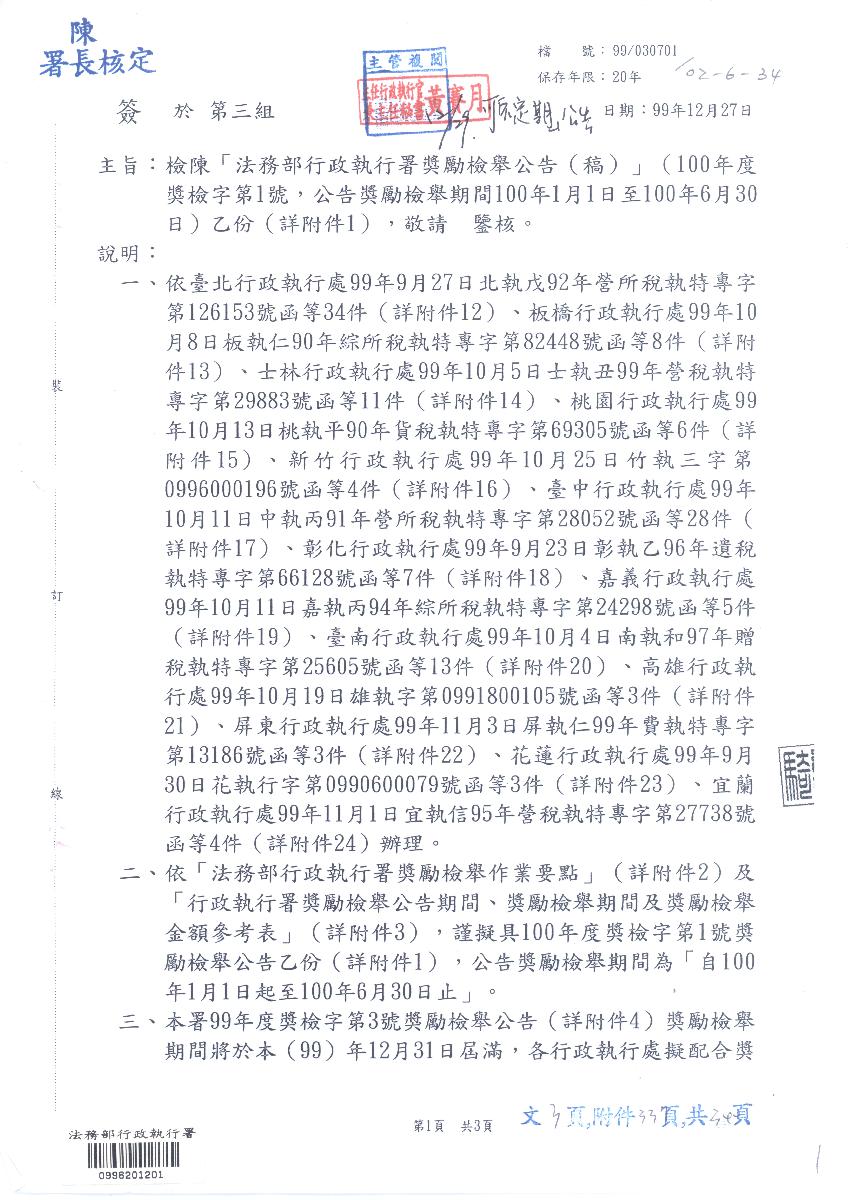 陳
署長核定
主管複閱
主任行政執行官
兼主任秘書黃賽月
檔　　號：99/030701
保存年限：20年
102-6-34
簽　於　第三組
12/29
日期：99年12月27日
主旨：檢陳「法務部行政執行署獎勵檢舉公告（稿）」（100年度
獎檢字第1號，公告獎勵檢舉期間100年1月1日至100年6月30
日）乙份（詳附件1），敬請　鑒核。
說明：
一、依臺北行政執行處99年9月27日北執戊92年營所稅執特專字
第126153號函等34件（詳附件12）、板橋行政執行處99年10
月8日板執仁90年綜所稅執特專字第82448號函等8件（詳附
件13）、士林行政執行處99年10月5日士執丑99年營稅執特
專字第29883號函等11件（詳附件14）、桃園行政執行處99
年10月13日桃執平90年貨稅執特專字第69305號函等6件（詳
附件15）、新竹行政執行處99年10月25日竹執三字第
0996000196號函等4件（詳附件16）、臺中行政執行處99年
10月11日中執丙91年營所稅執特專字第28052號函等28件（
詳附件17）、彰化行政執行處99年9月23日彰執乙96年遺稅
執特專字第66128號函等7件（詳附件18）、嘉義行政執行處
99年10月11日嘉執丙94年綜所稅執特專字第24298號函等5件
（詳附件19）、臺南行政執行處99年10月4日南執和97年贈
稅執特專字第25605號函等13件（詳附件20）、高雄行政執
行處99年10月19日雄執字第0991800105號函等3件（詳附件
21）、屏東行政執行處99年11月3日屏執仁99年費執特專字
第13186號函等3件（詳附件22）、花蓮行政執行處99年9月
30日花執行字第0990600079號函等3件（詳附件23）、宜蘭
行政執行處99年11月1日宜執信95年營稅執特專字第27738號
函等4件（詳附件24）辦理。
二、依「法務部行政執行署獎勵檢舉作業要點」（詳附件2）及
「行政執行署獎勵檢舉公告期間、獎勵檢舉期間及獎勵檢舉
金額參考表」（詳附件3），謹擬具100年度獎檢字第1號獎
勵檢舉公告乙份（詳附件1），公告獎勵檢舉期間為「自100
年1月1日起至100年6月30日止」。
三、本署99年度獎檢字第3號獎勵檢舉公告（詳附件4）獎勵檢舉
期間將於本（99）年12月31日屆滿，各行政執行處擬配合獎
裝
訂
線
第1頁　共3頁
文3頁,附件33頁,共34頁
法務部行政執行署
0996201201